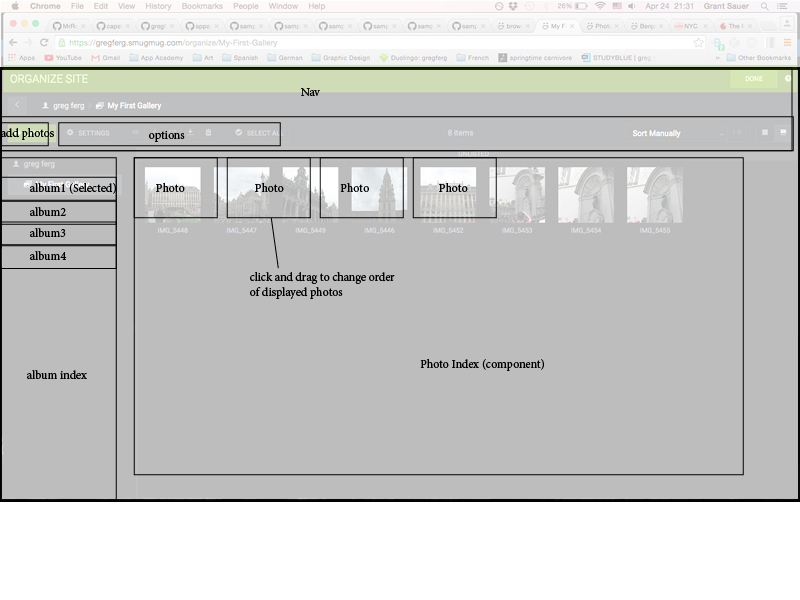 Chrome File Edit View History Bookmarks People Window Help 26% Apr 24 21:31 Grant Sauer
https://gregferg.smugmug.com/organize/My-First-Gallery
Apps YouTube Gmail App Academy Art German Graphic Design Duolingo: gregferg French springtime carnivore STUDYBLUE | greg » Other Bookmarks
ORGANIZE SITE DONE
Nav
greg ferg / My First Gallery
add photos SETTINGS options SELECT ALL 8 items Sort Manually
greg ferg
album1 (Selected)
album2
album3
album4
album index
Photo Photo Photo Photo
IMG_5448 IMG_5447 IMG_5449 IMG_5446 IMG_5452 IMG_5453 IMG_5454 IMG_5455
click and drag to change order
of displayed photos
Photo Index (component)